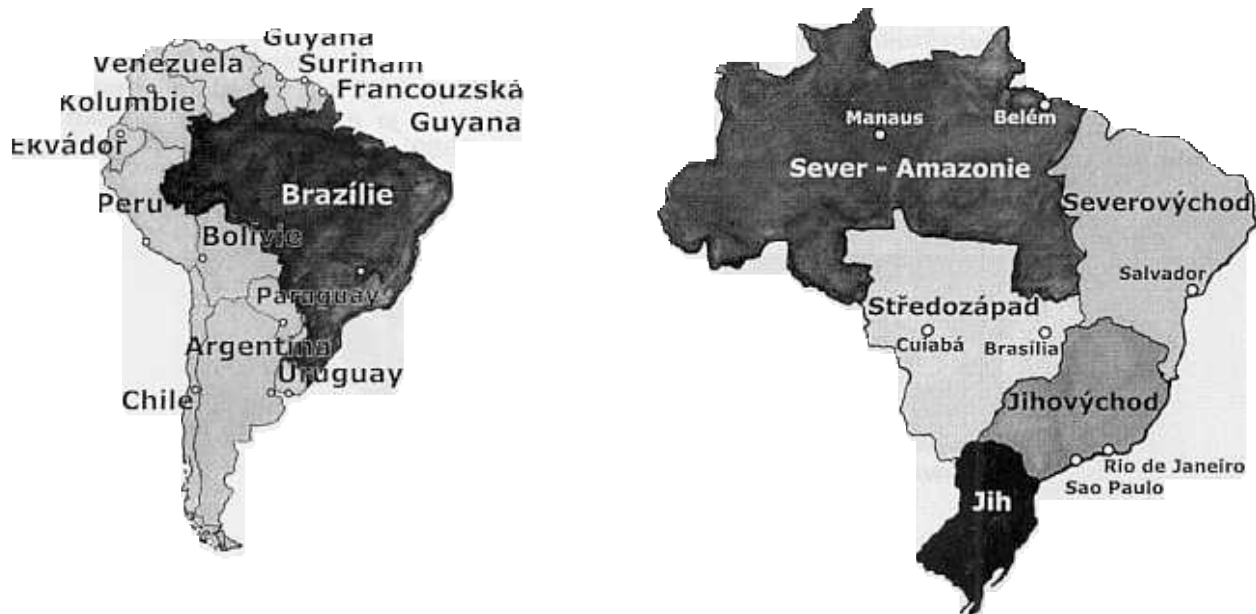 Guyana
Venezuela
Surinam
Kolumbie
Francouzská
Guyana
Ekvádor
Brazílie
Peru
Bolívie
Paraguay
Argentina
Uruguay
Chile
Manaus
Belém
Sever - Amazonie
Severovýchod
Salvador
Středozápad
Cuiabá
Brasília
Jihovýchod
Rio de Janeiro
Sao Paulo
Jih